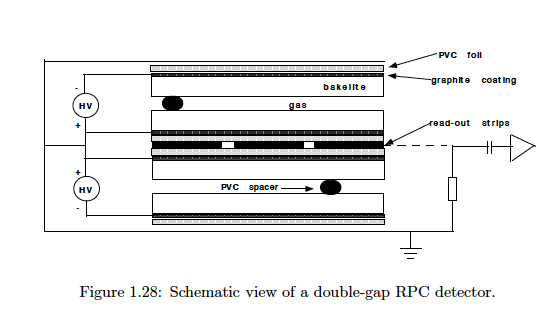 PVC foil
graphite coating
-
bakelite
HV
gas
+
read-out strips
+
HV
PVC spacer
-
Figure 1.28: Schematic view of a double-gap RPC detector.